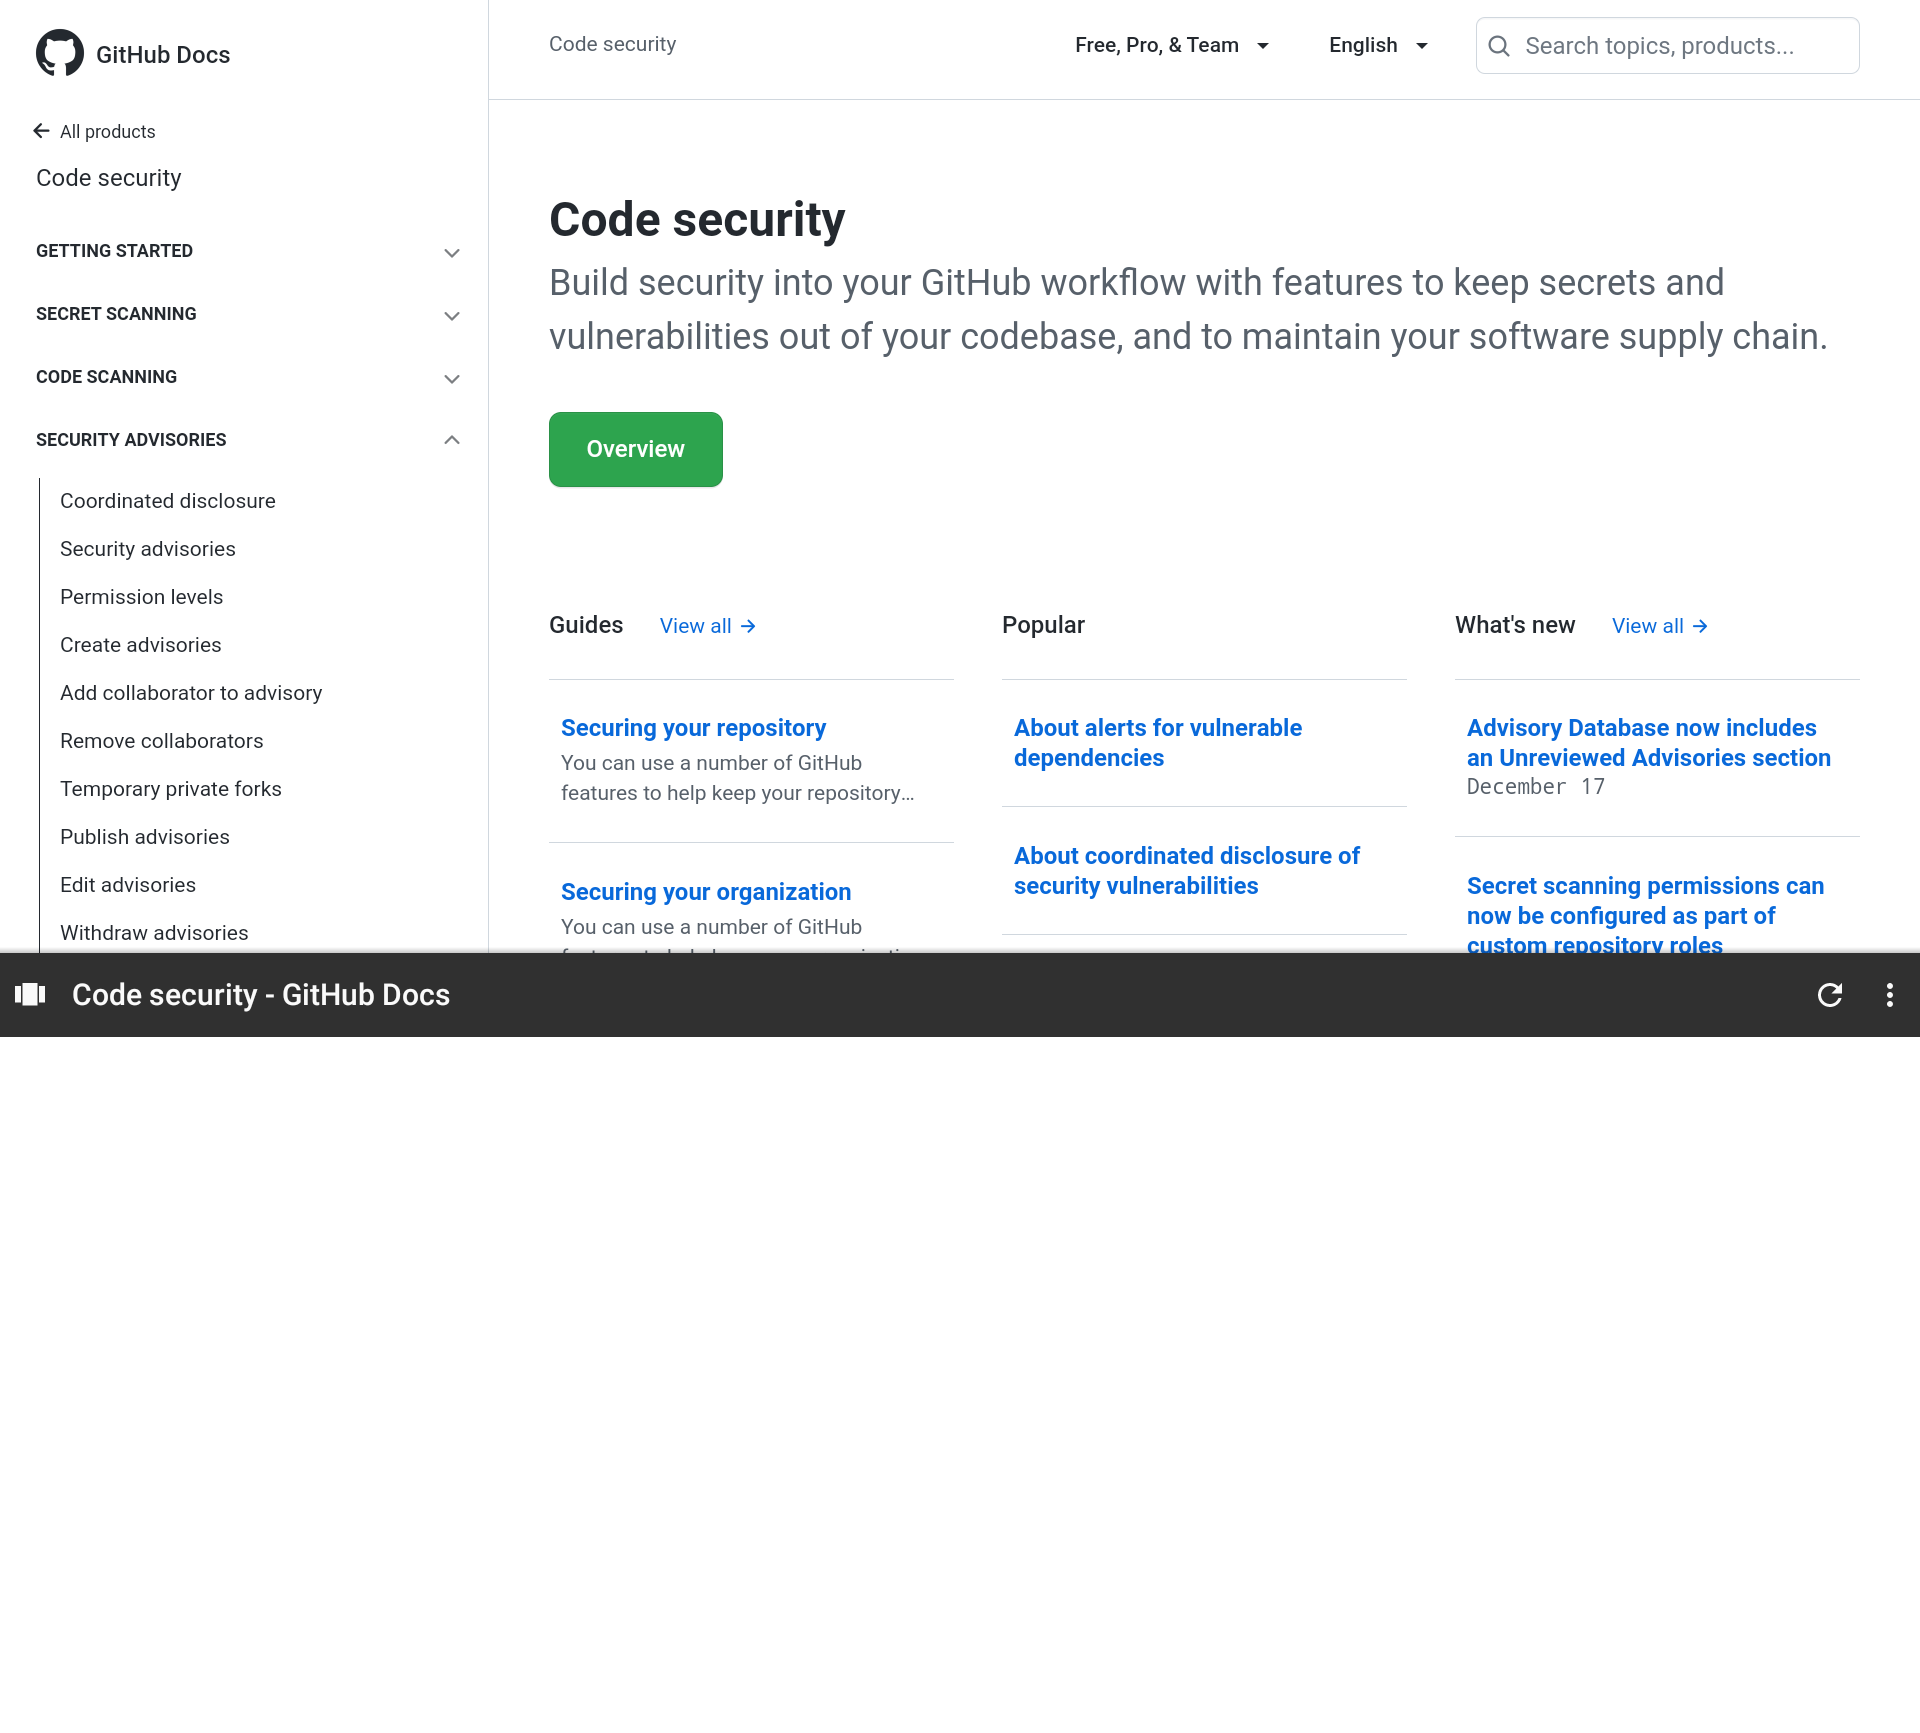 GitHub Docs
All products
Code security
GETTING STARTED
SECRET SCANNING
CODE SCANNING
SECURITY ADVISORIES
Coordinated disclosure
Security advisories
Permission levels
Create advisories
Add collaborator to advisory
Remove collaborators
Temporary private forks
Publish advisories
Edit advisories
Withdraw advisories
Code security
Free, Pro, & Team
English
Search topics, products...
Code security
Build security into your GitHub workflow with features to keep secrets and
vulnerabilities out of your codebase, and to maintain your software supply chain.
Overview
Guides View all →
Securing your repository
You can use a number of GitHub
features to help keep your repository…
Securing your organization
You can use a number of GitHub
Popular
About alerts for vulnerable
dependencies
About coordinated disclosure of
security vulnerabilities
What's new View all →
Advisory Database now includes
an Unreviewed Advisories section
December 17
Secret scanning permissions can
now be configured as part of
custom repository roles
Code security - GitHub Docs